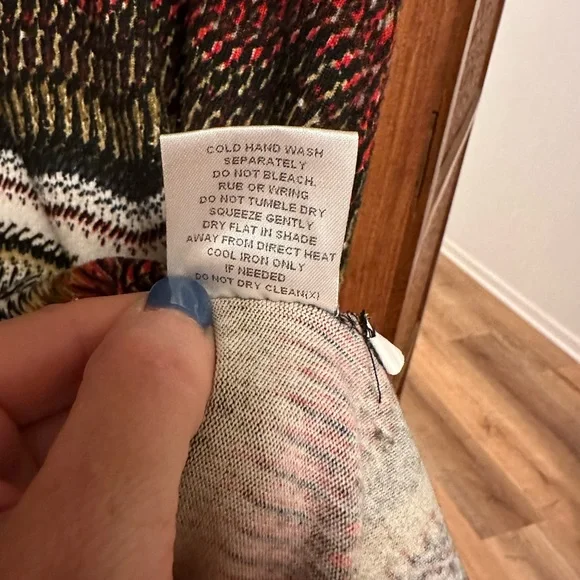 COLD HAND WASH
SEPARATELY
DO NOT BLEACH.
RUB OR WRING
DO NOT TUMBLE DRY
SQUEEZE GENTLY
DRY FLAT IN SHADE
AWAY FROM DIRECT HEAT
COOL IRON ONLY
IF NEEDED
DO NOT DRY CLEAN(X)